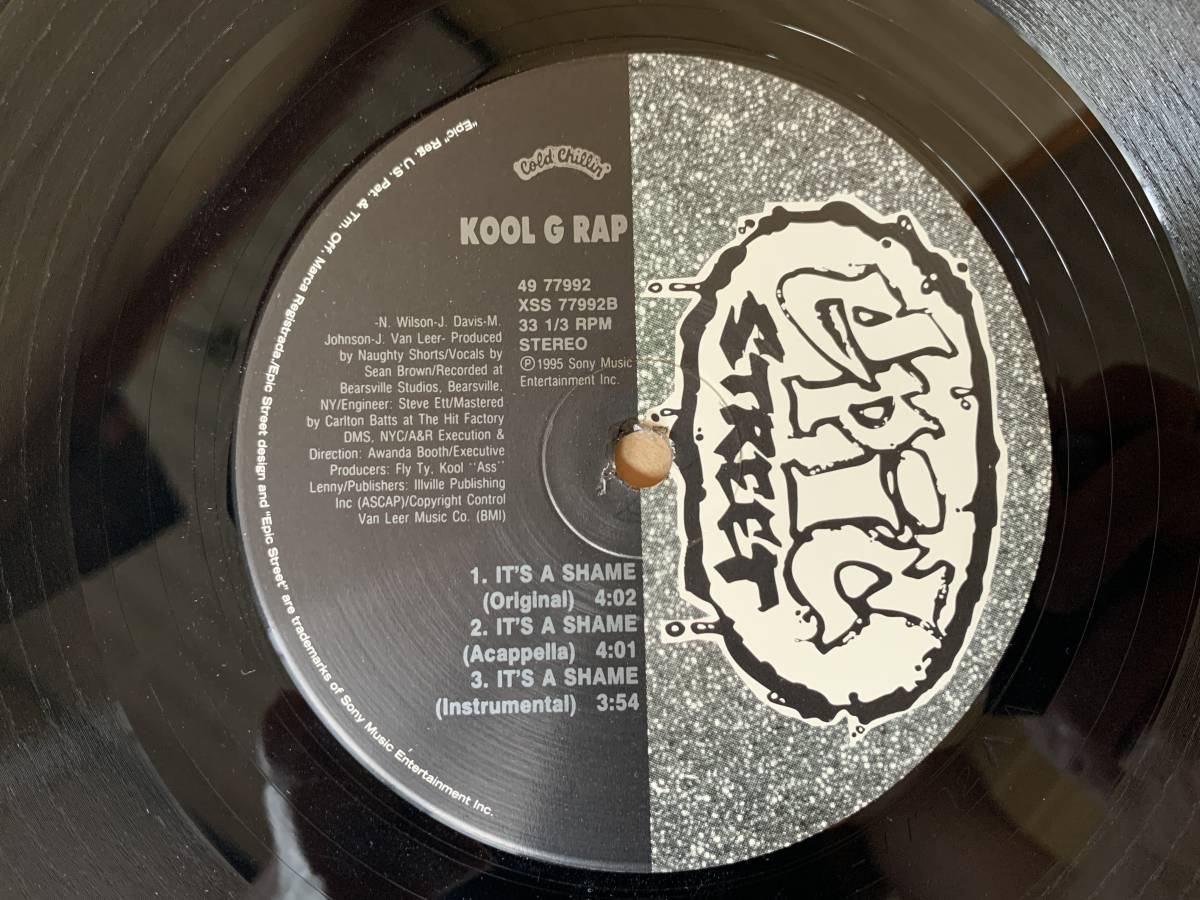 Cold Chillin'
KOOL G RAP
49 77992
XSS 77992B
33 1/3 RPM
STEREO
℗1995 Sony Music
Entertainment Inc.
-N. Wilson-J. Davis-M.
Johnson-J. Van Leer- Produced
by Naughty Shorts/Vocals by
Sean Brown/Recorded at
Bearsville Studios, Bearsville,
NY/Engineer: Steve Ett/Mastered
by Carlton Batts at The Hit Factory
DMS, NYC/A&R Execution &
Direction: Awanda Booth/Executive
Producers: Fly Ty, Kool "Ass"
Lenny/Publishers: Illville Publishing
Inc (ASCAP)/Copyright Control
Van Leer Music Co. (BMI)
1. IT'S A SHAME
(Original) 4:02
2. IT'S A SHAME
(Acappella) 4:01
3. IT'S A SHAME
(Instrumental) 3:54
"Epic" Reg. U.S. Pat. & Tm. Off. Marca Registrada/Epic Street design and "Epic Street" are trademarks of Sony Music Entertainment Inc.
EPIC
STREET